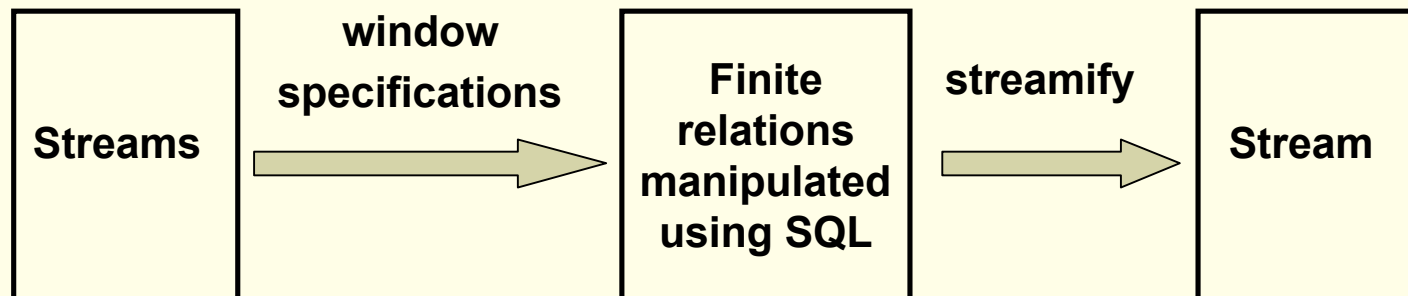 Streams
window
specifications
Finite
relations
manipulated
using SQL
streamify
Stream